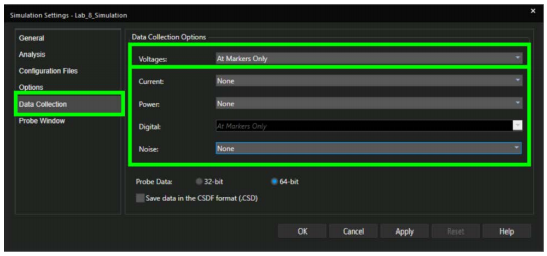 Simulation Settings - Lab_8_Simulation
General
Analysis
Configuration Files
Options
Data Collection
Probe Window
Data Collection Options
Voltages: At Markers Only
Current: None
Power: None
Digital: At Markers Only
Noise: None
Probe Data: 32-bit 64-bit
Save data in the CSDF format (.CSD)
OK Cancel Apply Reset Help